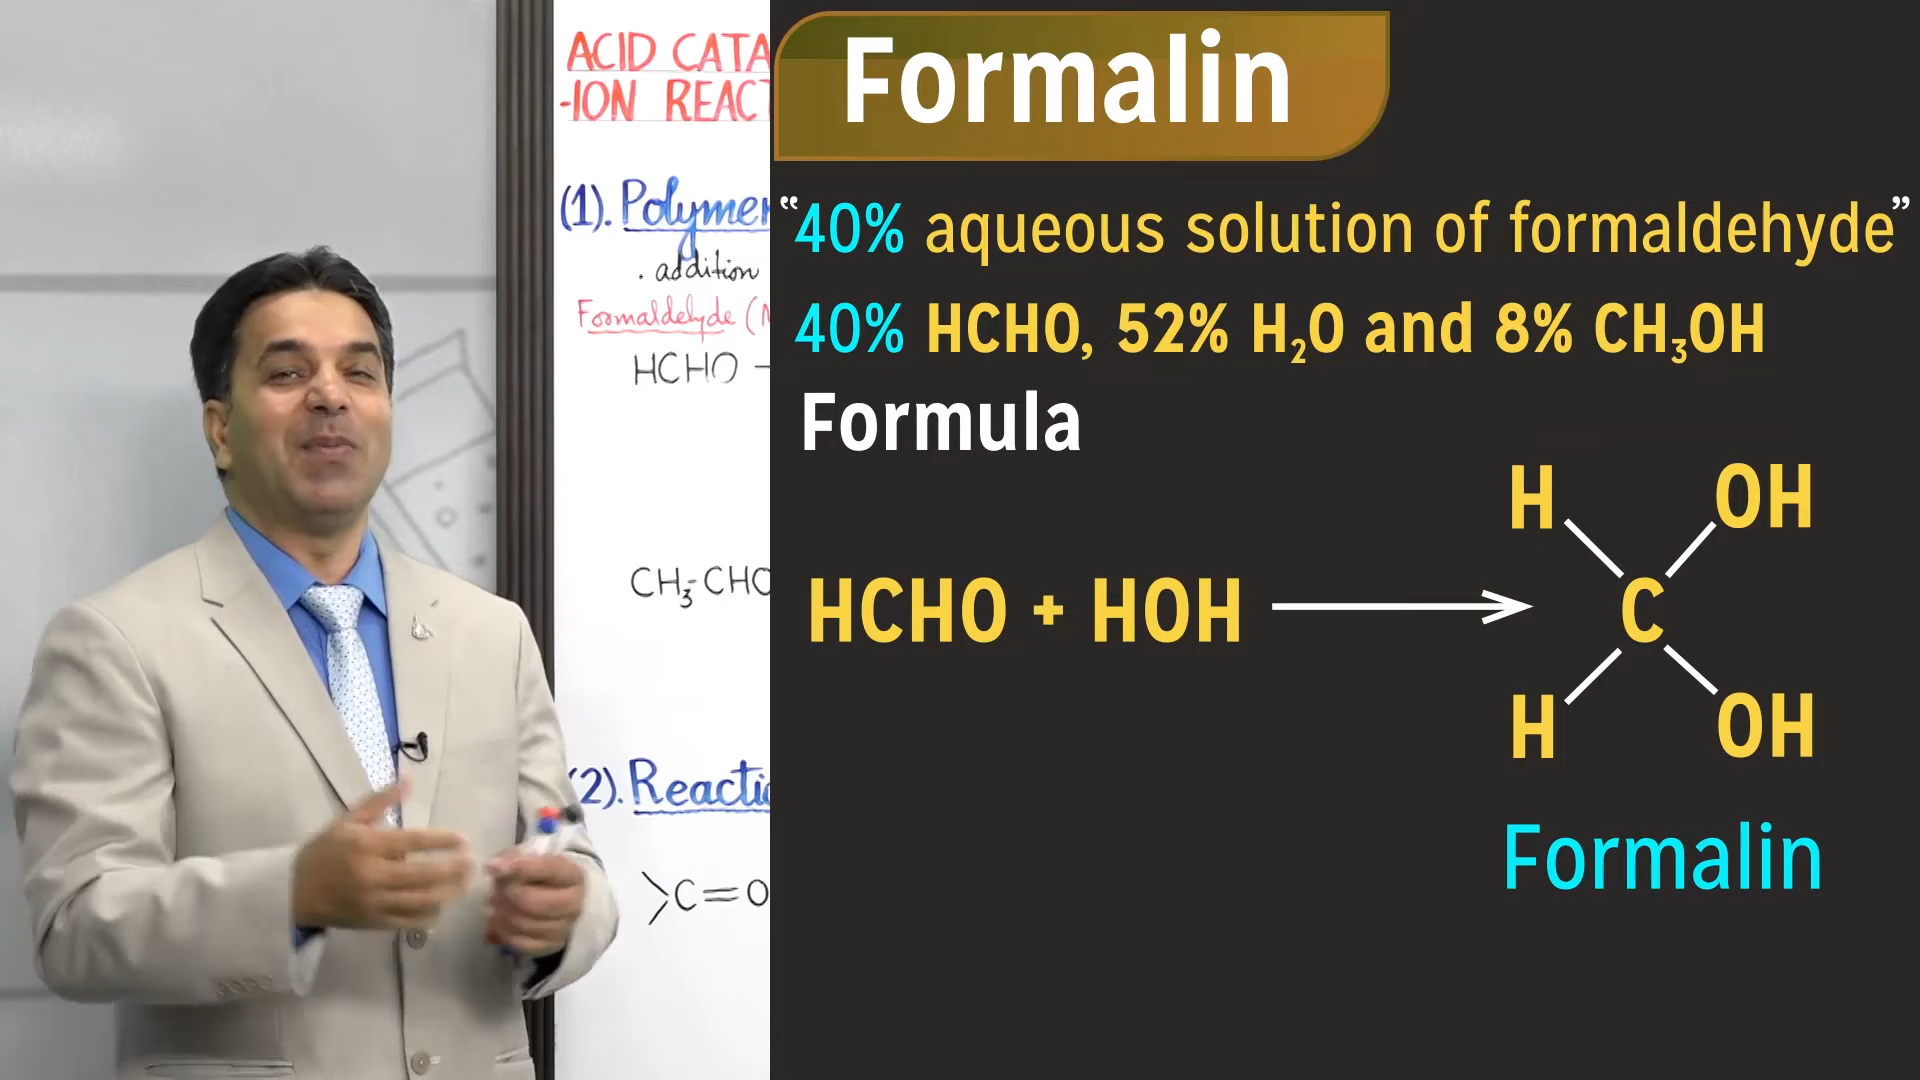 ACID CATA
-ION REACT
(1). Polymer
. addition
Formaldehyde (
HCHO -
CH₃-CHO
(2). Reacti
>C=O
Formalin
“40% aqueous solution of formaldehyde”
40% HCHO, 52% H₂O and 8% CH₃OH
Formula
H OH
HCHO + HOH → C
H OH
Formalin